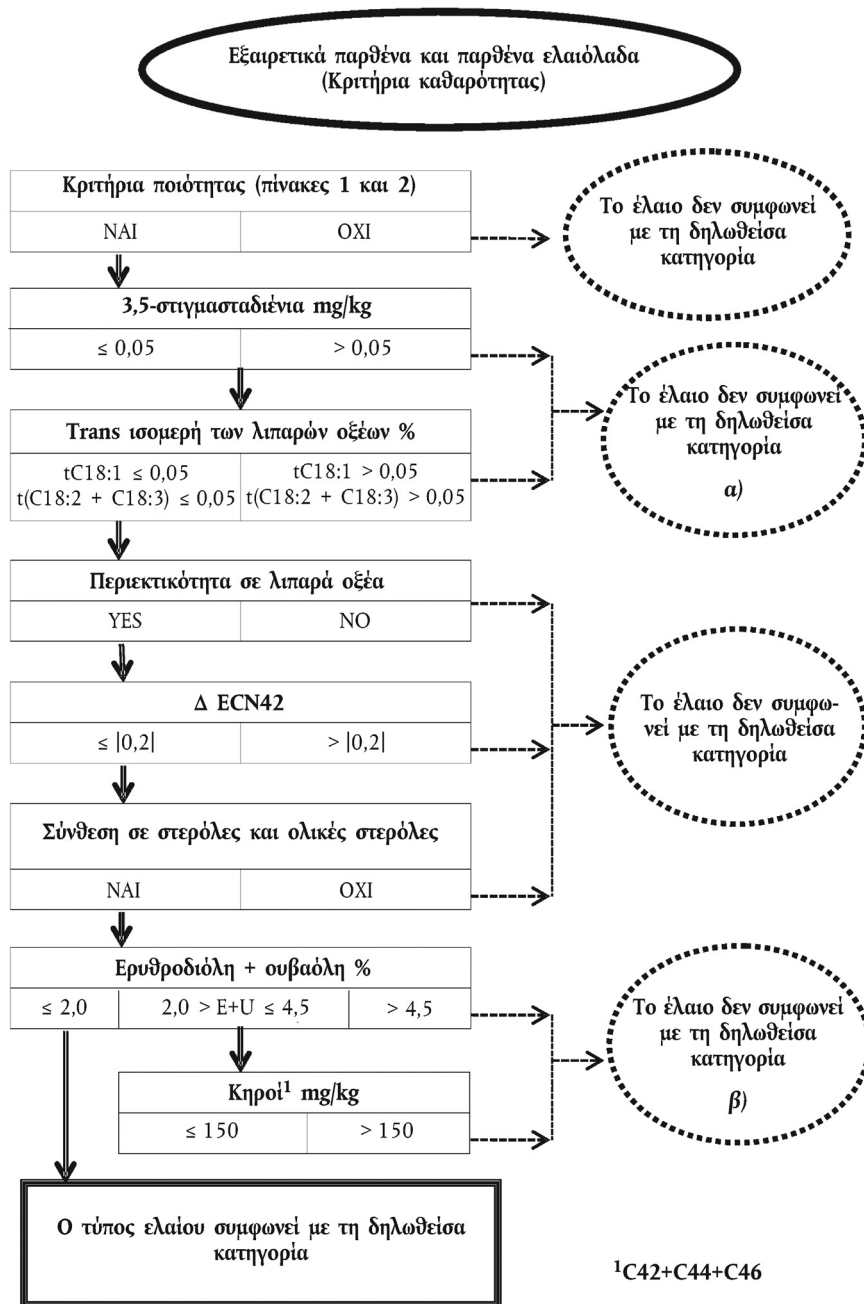 Εξαιρετικά παρθένα και παρθένα ελαιόλαδα
(Κριτήρια καθαρότητας)
Κριτήρια ποιότητας (πίνακες 1 και 2)
ΝΑΙ ΟΧΙ
Το έλαιο δεν συμφωνεί
με τη δηλωθείσα
κατηγορία
3,5-στιγμασταδιένια mg/kg
≤ 0,05 > 0,05
Trans ισομερή των λιπαρών οξέων %
tC18:1 ≤ 0,05 tC18:1 > 0,05
t(C18:2 + C18:3) ≤ 0,05 t(C18:2 + C18:3) > 0,05
Το έλαιο δεν συμφωνεί
με τη δηλωθείσα
κατηγορία
α)
Περιεκτικότητα σε λιπαρά οξέα
YES NO
Δ ECN42
≤ |0,2| > |0,2|
Σύνθεση σε στερόλες και ολικές στερόλες
ΝΑΙ ΟΧΙ
Το έλαιο δεν συμφω-
νεί με τη δηλωθείσα
κατηγορία
Ερυθροδιόλη + ουβαόλη %
≤ 2,0 2,0 > E+U ≤ 4,5 > 4,5
Κηροί¹ mg/kg
≤ 150 > 150
Το έλαιο δεν συμφωνεί
με τη δηλωθείσα
κατηγορία
β)
Ο τύπος ελαίου συμφωνεί με τη δηλωθείσα
κατηγορία
¹C42+C44+C46